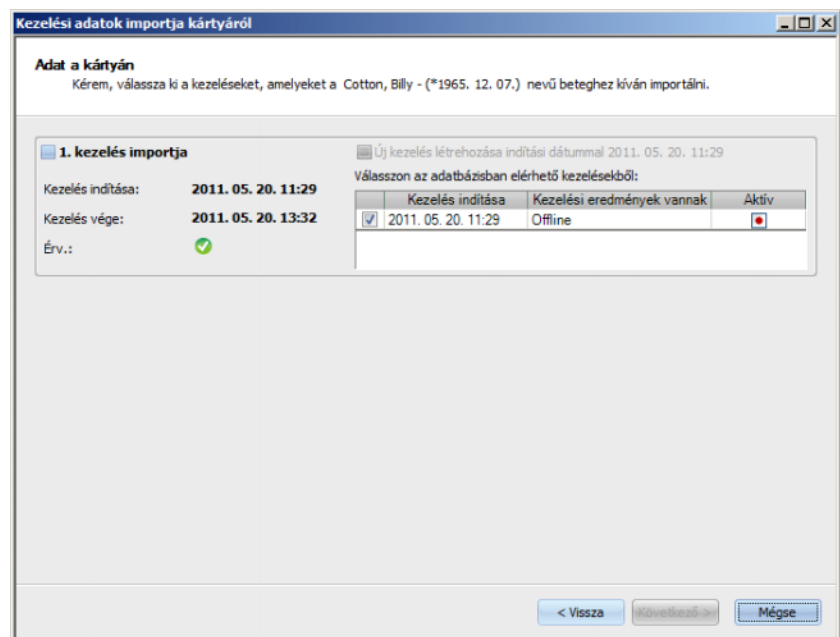 Kezelési adatok importja kártyáról
Adat a kártyán
Kérem, válassza ki a kezeléseket, amelyeket a Cotton, Billy - (*1965. 12. 07.) nevű beteghez kíván importálni.
1. kezelés importja
Kezelés indítása: 2011. 05. 20. 11:29
Kezelés vége: 2011. 05. 20. 13:32
Érv.:
Új kezelés létrehozása indítási dátummal 2011. 05. 20. 11:29
Válasszon az adatbázisban elérhető kezelésekből:
Kezelés indítása Kezelési eredmények vannak Aktív
2011. 05. 20. 11:29 Offline
< Vissza Következő > Mégse